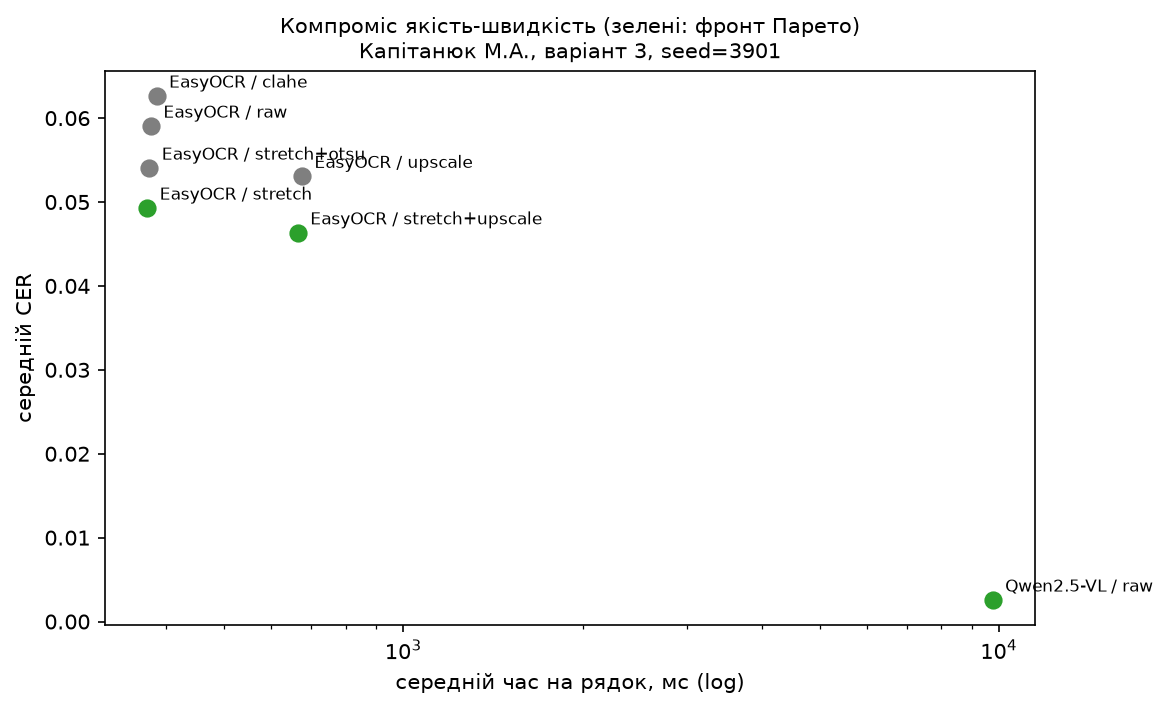 Компроміс якість-швидкість (зелені: фронт Парето)
Капітанюк М.А., варіант 3, seed=3901
EasyOCR / clahe
EasyOCR / raw
EasyOCR / stretch+otsu
EasyOCR / upscale
EasyOCR / stretch
EasyOCR / stretch+upscale
Qwen2.5-VL / raw
0.06
0.05
0.04
0.03
0.02
0.01
0.00
середній CER
10³
10⁴
середній час на рядок, мс (log)